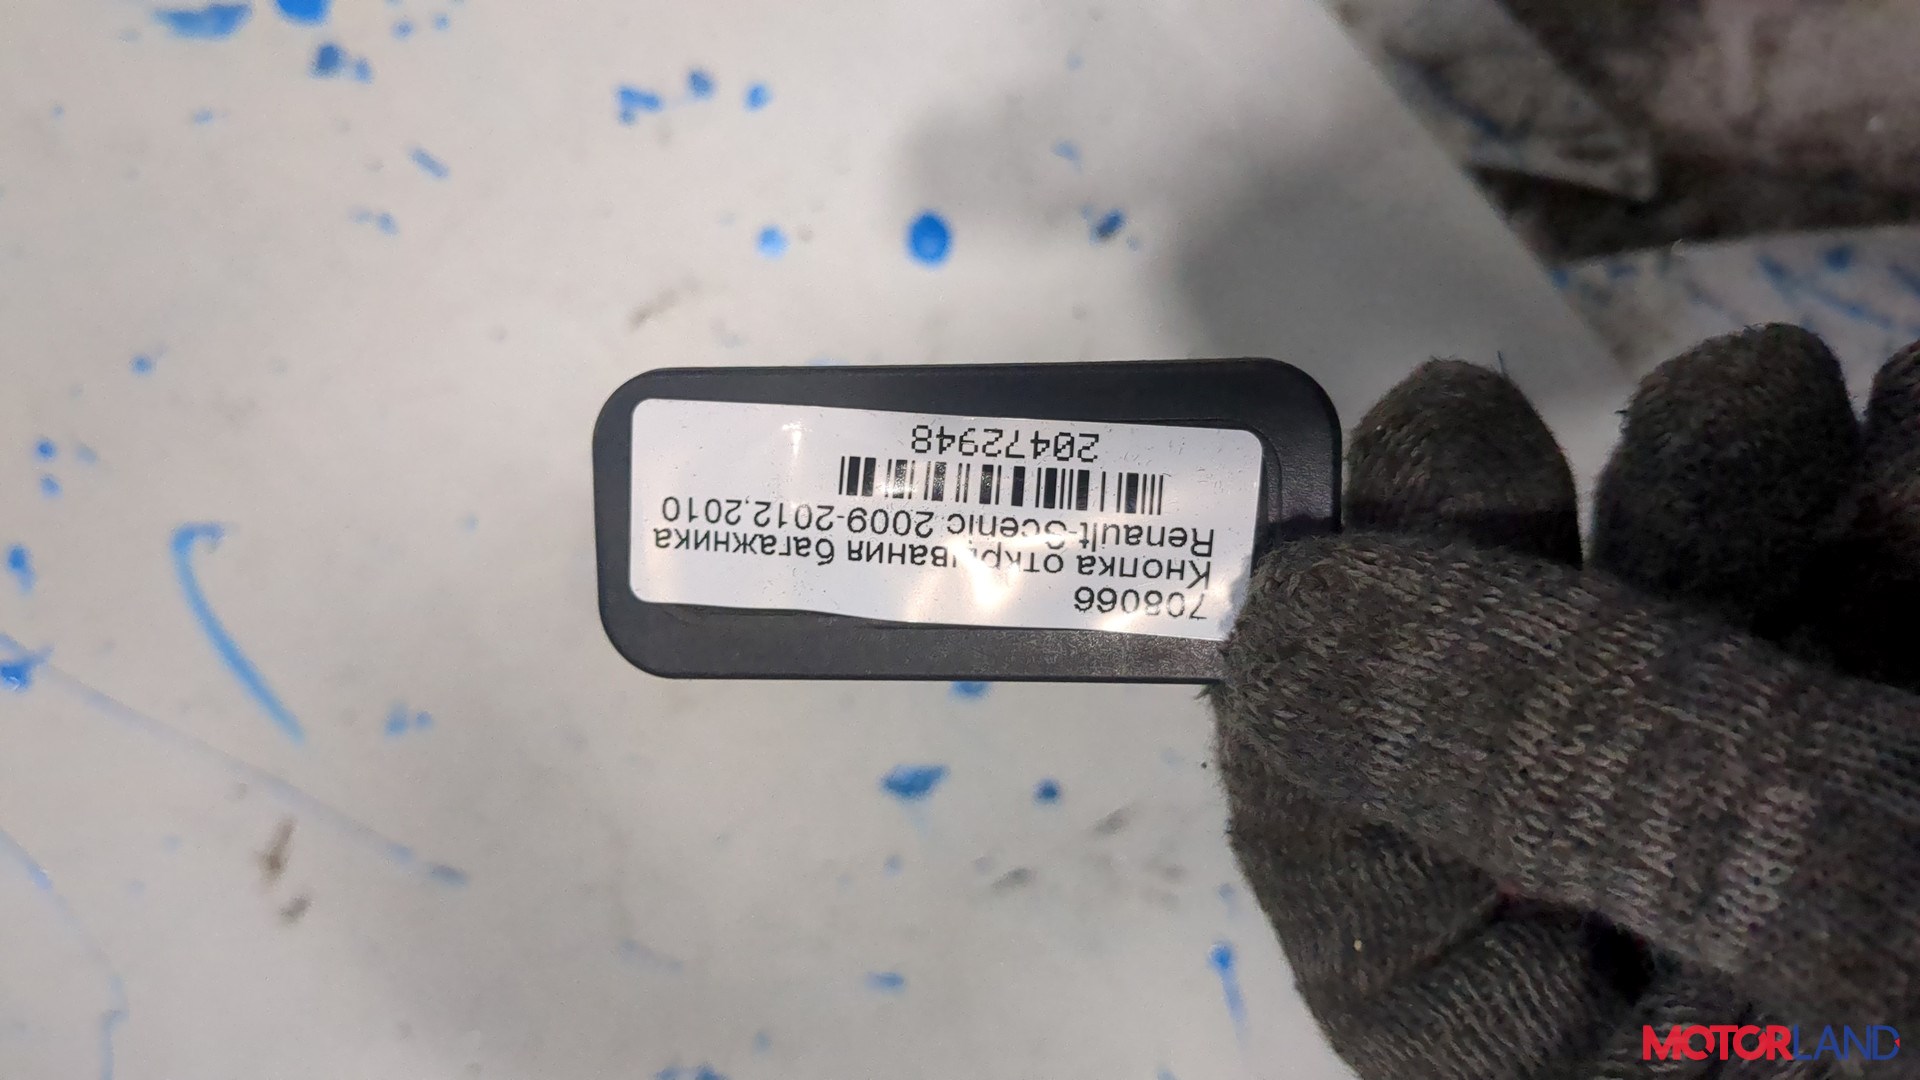 708066
Кнопка открывания багажника
Renault-Scenic 2009-2012,2010
20472948
MOTORLAND